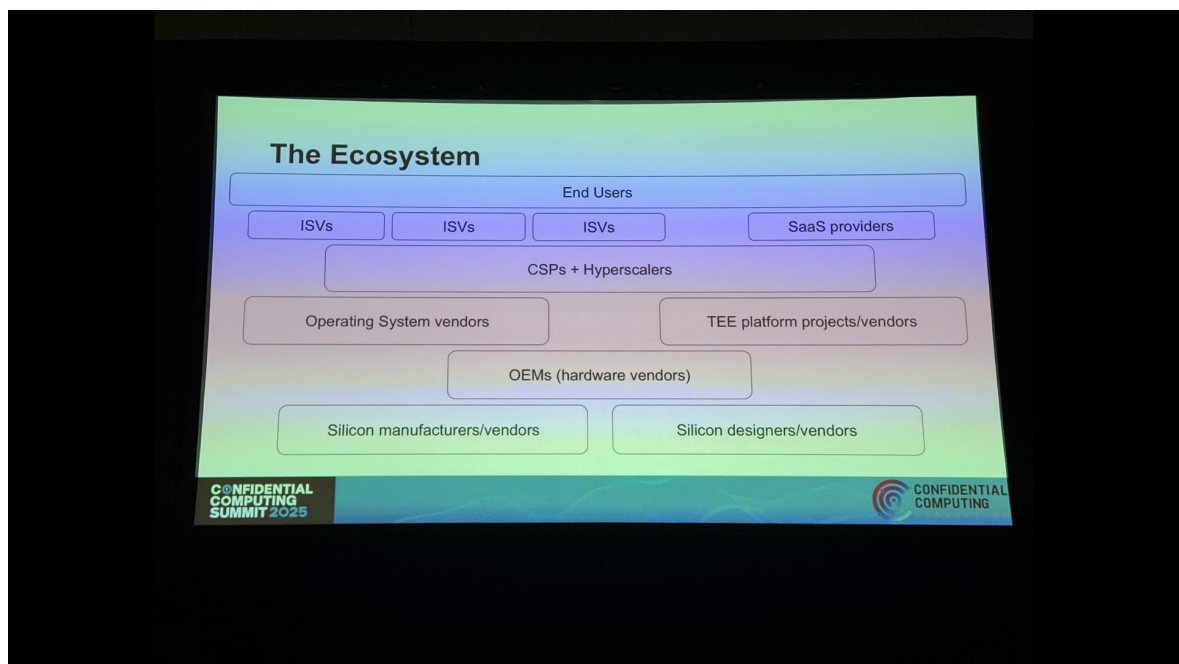 The Ecosystem
End Users
ISVs ISVs ISVs SaaS providers
CSPs + Hyperscalers
Operating System vendors TEE platform projects/vendors
OEMs (hardware vendors)
Silicon manufacturers/vendors Silicon designers/vendors
CONFIDENTIAL
COMPUTING
SUMMIT 2025
CONFIDENTIAL
COMPUTING